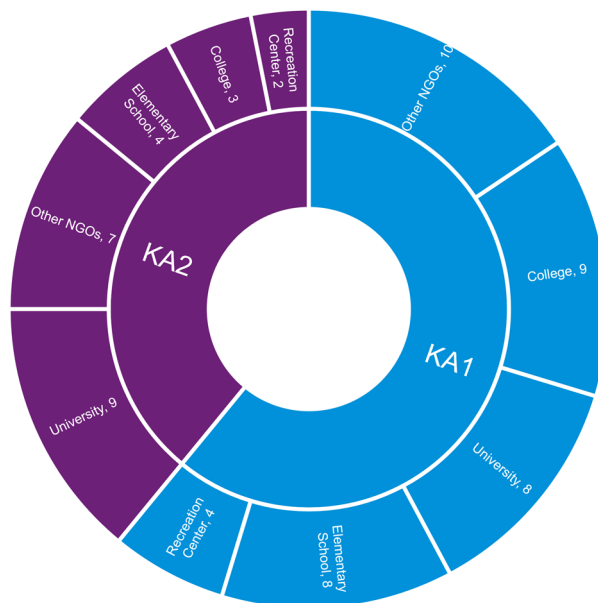 Other NGOs, 10
College, 9
University, 8
Elementary
School, 8
Recreation
Center, 4
University, 9
Other NGOs, 7
Elementary
School, 4
College, 3
Recreation
Center, 2
KA1
KA2